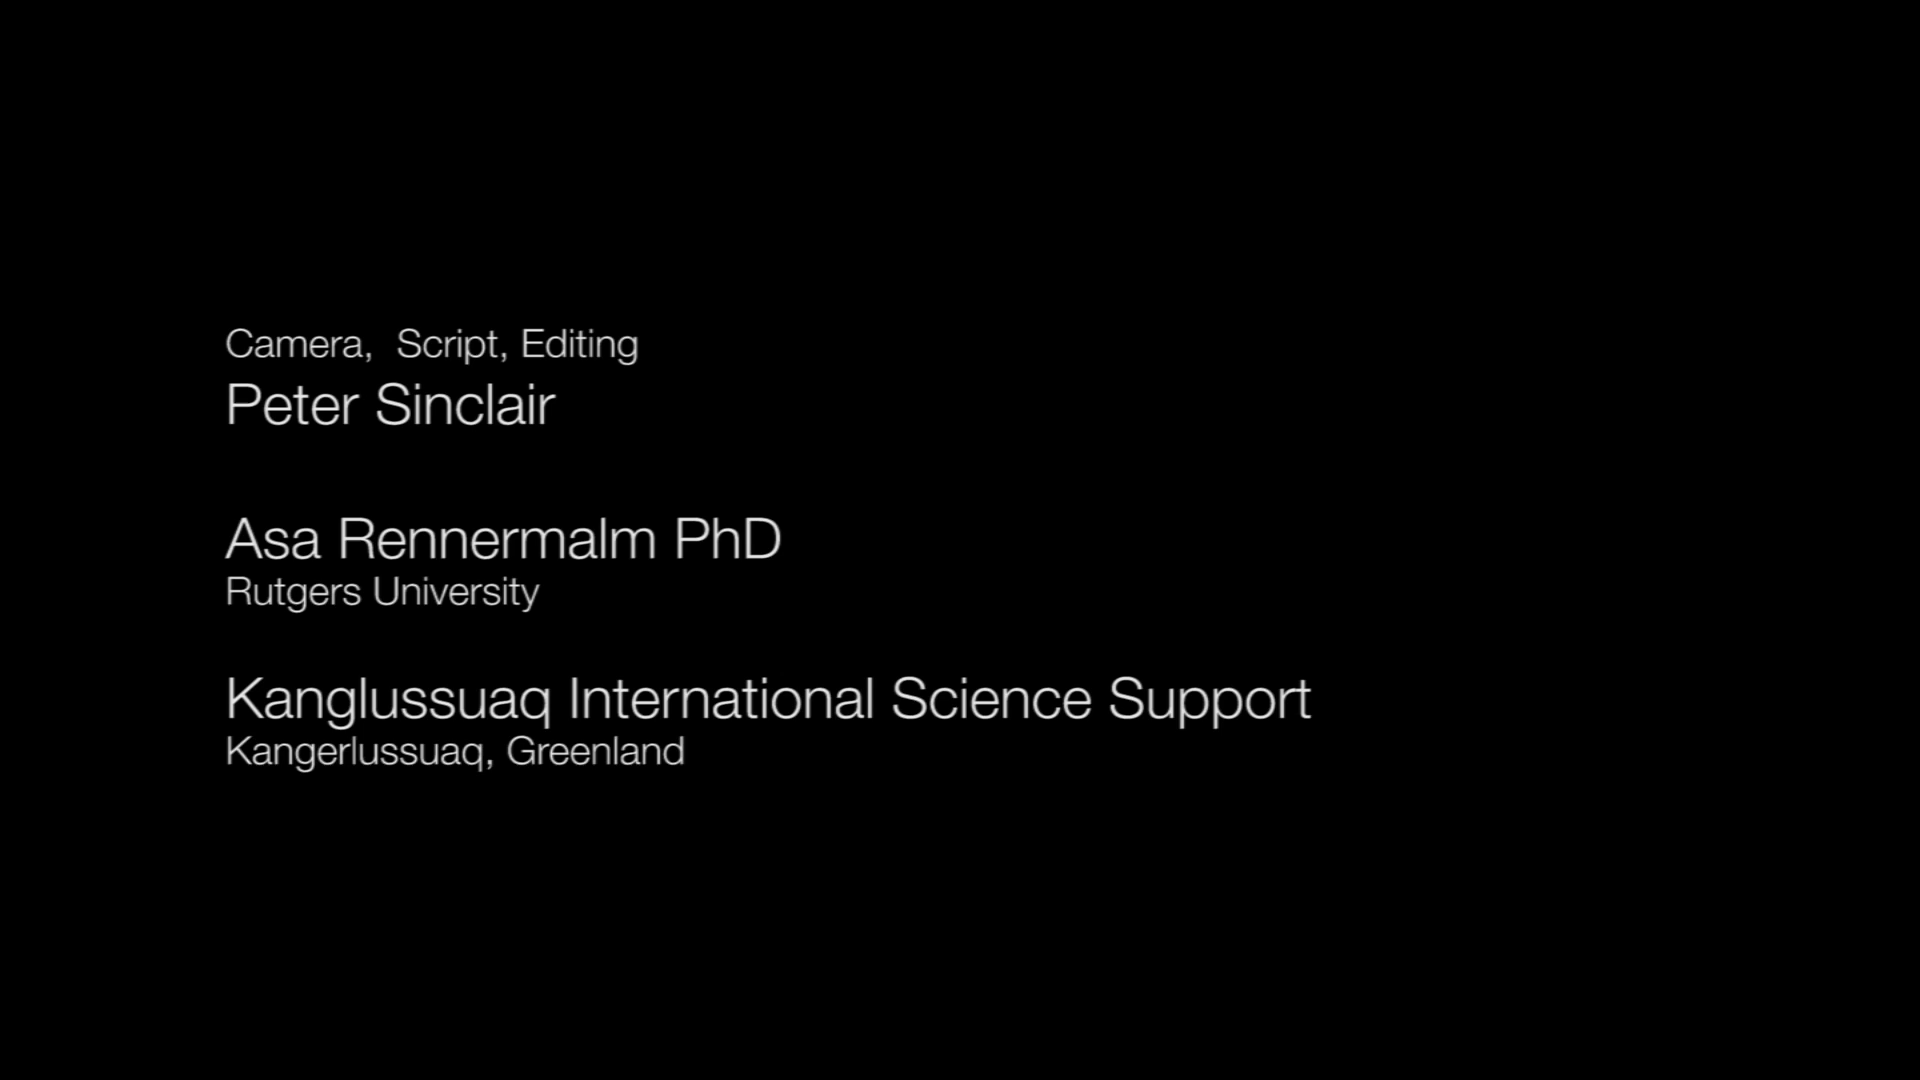 Camera,  Script, Editing
Peter Sinclair
Asa Rennermalm PhD
Rutgers University
Kanglussuaq International Science Support
Kangerlussuaq, Greenland